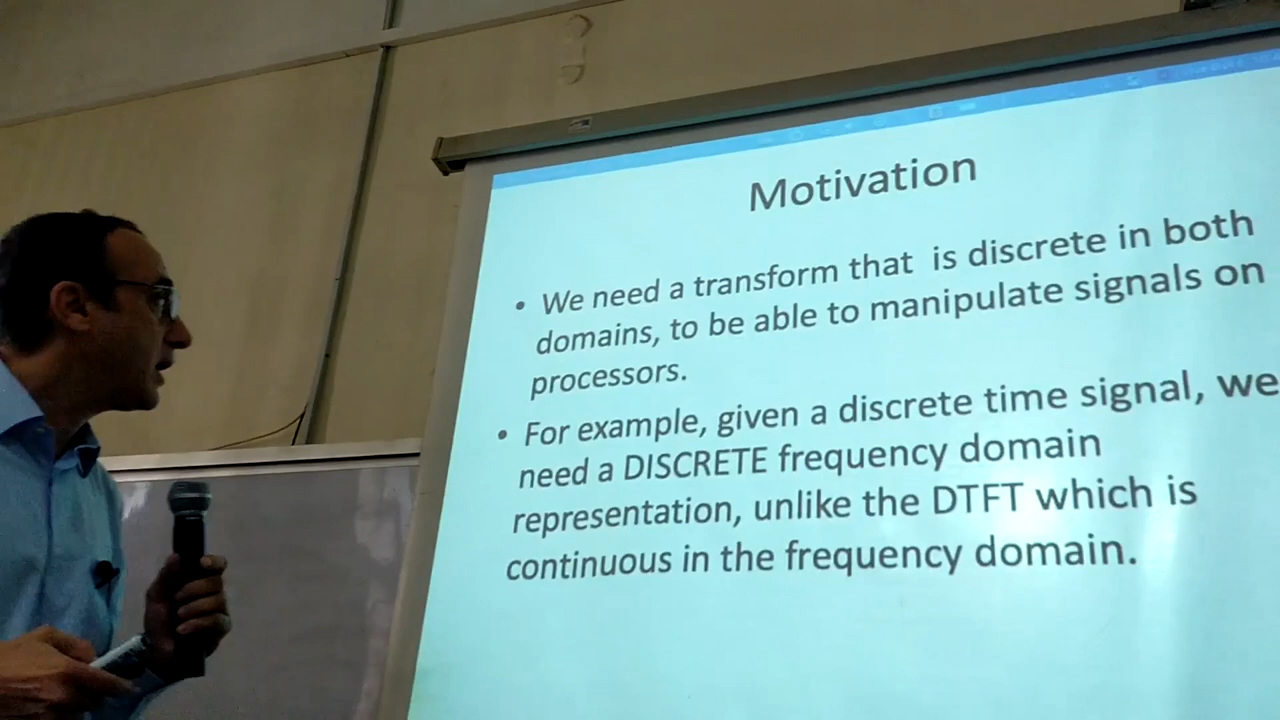 Motivation
• We need a transform that is discrete in both
domains, to be able to manipulate signals on
processors.
• For example, given a discrete time signal, we
need a DISCRETE frequency domain
representation, unlike the DTFT which is
continuous in the frequency domain.